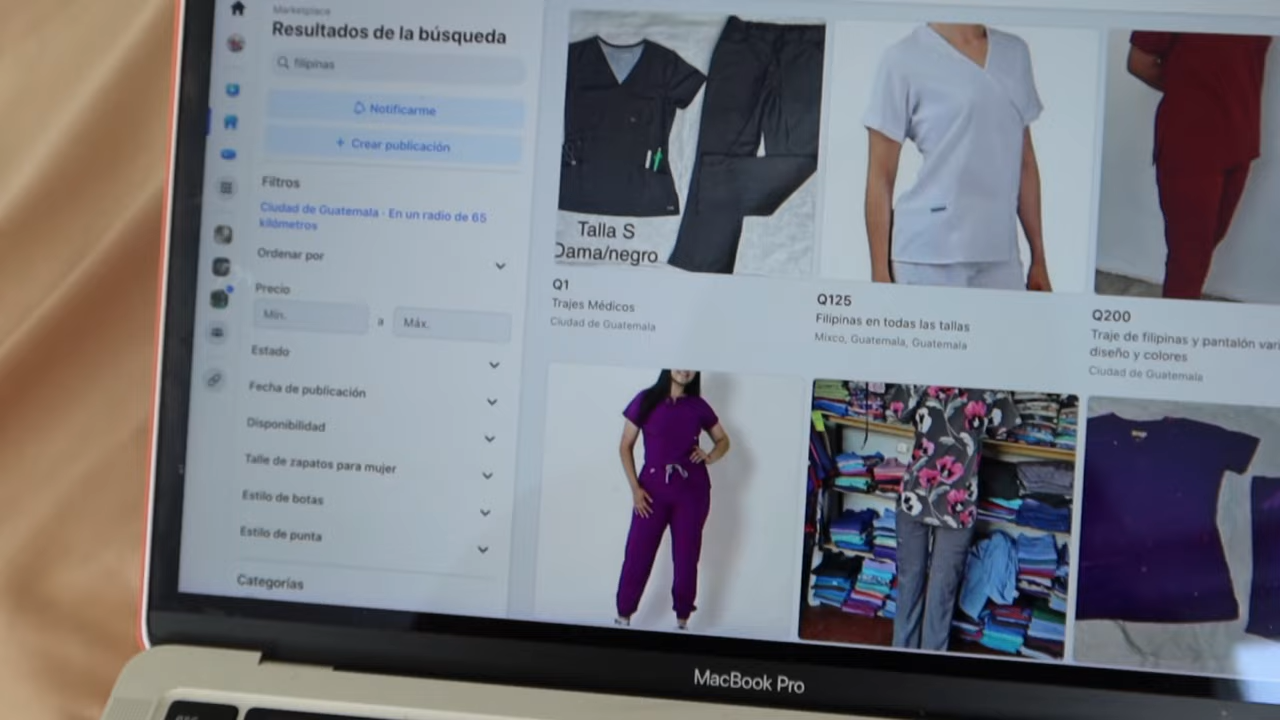 Marketplace
Resultados de la búsqueda
filipinas
Notificarme
+ Crear publicación
Filtros
Ciudad de Guatemala · En un radio de 65
kilómetros
Ordenar por
Precio
Mín.
a
Máx.
Estado
Fecha de publicación
Disponibilidad
Talle de zapatos para mujer
Estilo de botas
Estilo de punta
Categorías
Talla S
Dama/negro
Q1
Trajes Médicos
Ciudad de Guatemala
Q125
Filipinas en todas las tallas
Mixco, Guatemala, Guatemala
Q200
Traje de filipinas y pantalón vari
diseño y colores
Ciudad de Guatemala
MacBook Pro
esc